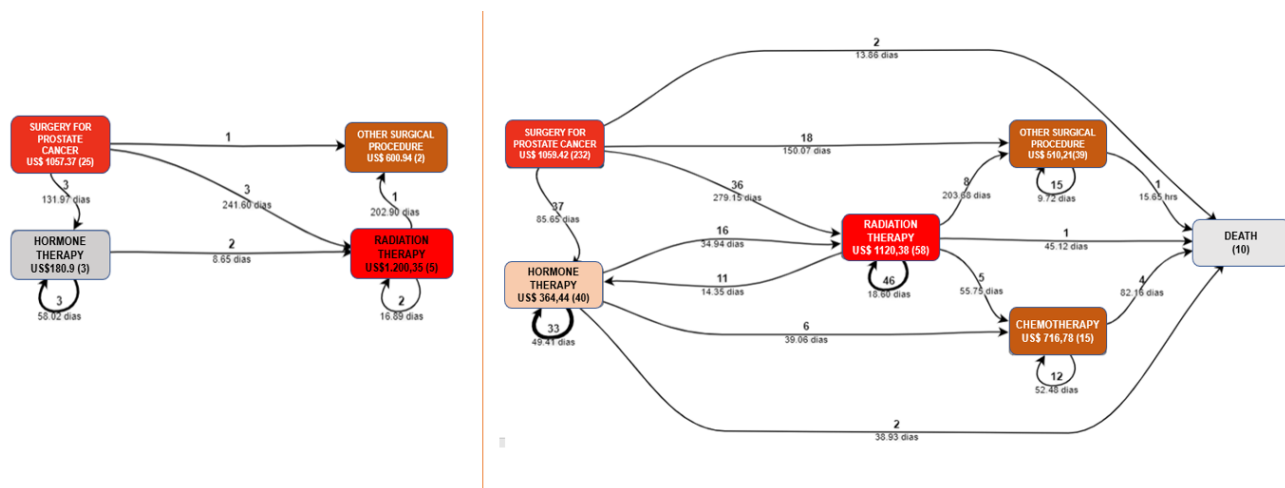 SURGERY FOR
PROSTATE
CANCER
US$ 1057.37 (25)
1
OTHER SURGICAL
PROCEDURE
US$ 600.94 (2)
3
131.97 dias
3
241.60 dias
1
202.90 dias
HORMONE
THERAPY
US$180.9 (3)
2
8.65 dias
RADIATION
THERAPY
US$1.200,35 (5)
3
58.02 dias
2
16.89 dias
2
13.86 dias
SURGERY FOR
PROSTATE CANCER
US$ 1059.42 (232)
18
150.07 dias
OTHER SURGICAL
PROCEDURE
US$ 510,21(39)
36
279.15 dias
8
203.68 dias
15
9.72 dias
1
15.65 hrs
37
85.65 dias
16
34.94 dias
RADIATION
THERAPY
US$ 1120,38 (58)
1
45.12 dias
DEATH
(10)
HORMONE
THERAPY
US$ 364,44 (40)
11
14.35 dias
46
18.60 dias
5
55.75 dias
4
82.16 dias
33
49.41 dias
6
39.06 dias
CHEMOTHERAPY
US$ 716,78 (15)
12
52.48 dias
2
38.93 dias